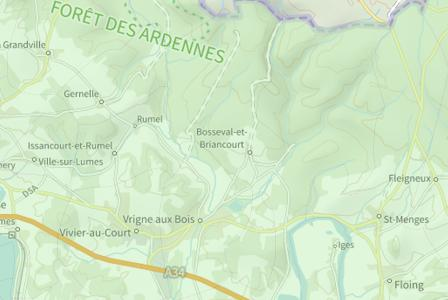 FORÊT DES ARDENNES
Grandville
Gernelle
Rumel
Bosseval-et-
Briancourt
Issancourt-et-Rumel
Ville-sur-Lumes
Fleigneux
D5A
Vrigne aux Bois
St-Menges
Vivier-au-Court
Iges
A34
Floing